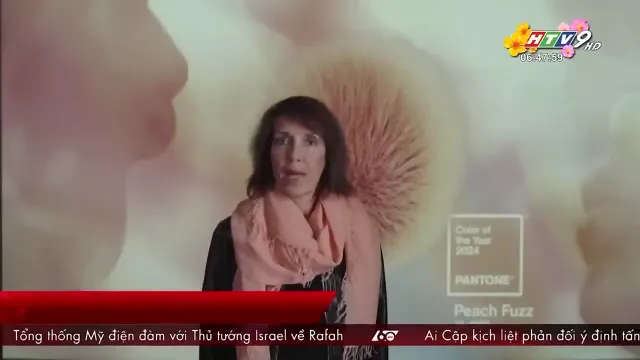 HTV9 HD
06:47:59
Color of
the Year
2024
PANTONE®
Peach Fuzz
Tổng thống Mỹ điện đàm với Thủ tướng Israel về Rafah
Ai Cập kịch liệt phản đối ý định tấn